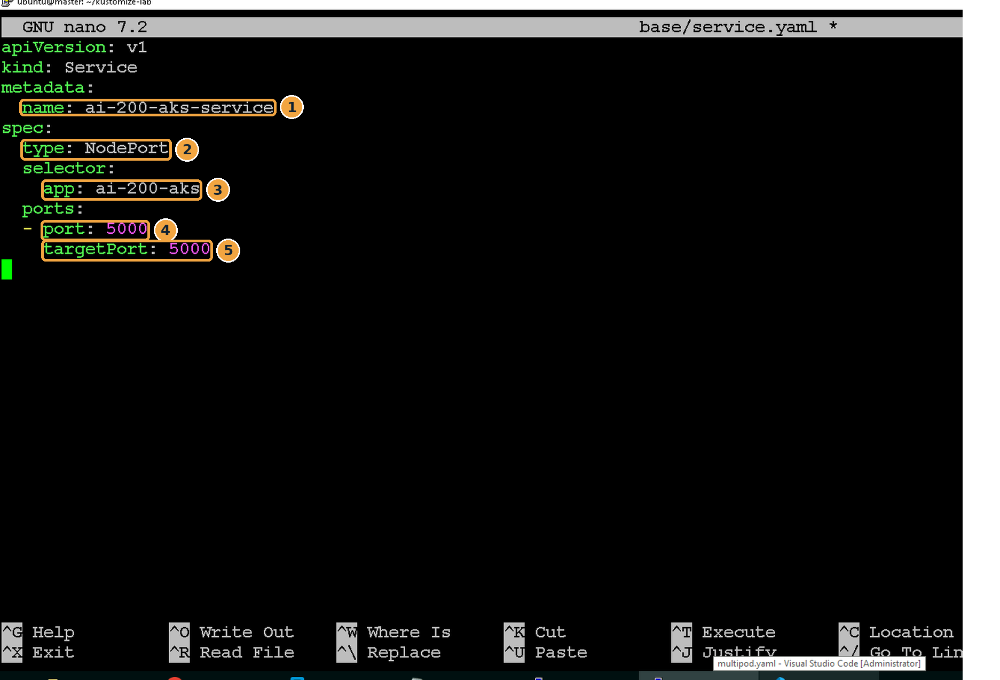 ubuntu@master: ~/kustomize-lab
GNU nano 7.2 base/service.yaml *
apiVersion: v1
kind: Service
metadata:
  name: ai-200-aks-service 1
spec:
  type: NodePort 2
  selector:
    app: ai-200-aks 3
  ports:
  - port: 5000 4
    targetPort: 5000 5
^G Help ^O Write Out ^W Where Is ^K Cut ^T Execute ^C Location
^X Exit ^R Read File ^\ Replace ^U Paste ^J Justify ^/ Go To Lin
multipod.yaml - Visual Studio Code [Administrator]